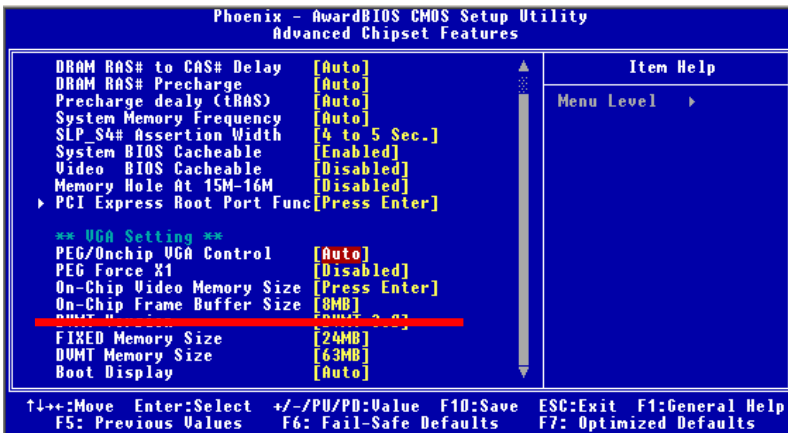 Phoenix - AwardBIOS CMOS Setup Utility
Advanced Chipset Features
DRAM RAS# to CAS# Delay [Auto]
DRAM RAS# Precharge [Auto]
Precharge dealy (tRAS) [Auto]
System Memory Frequency [Auto]
SLP_S4# Assertion Width [4 to 5 Sec.]
System BIOS Cacheable [Enabled]
Video BIOS Cacheable [Disabled]
Memory Hole At 15M-16M [Disabled]
PCI Express Root Port Func[Press Enter]
** VGA Setting **
PEG/Onchip VGA Control [Auto]
PEG Force X1 [Disabled]
On-Chip Video Memory Size [Press Enter]
On-Chip Frame Buffer Size [8MB]
DVMT
FIXED Memory Size [24MB]
DVMT Memory Size [63MB]
Boot Display [Auto]
Item Help
Menu Level
↑↓→←:Move Enter:Select +/-/PU/PD:Value F10:Save ESC:Exit F1:General Help
F5: Previous Values F6: Fail-Safe Defaults F7: Optimized Defaults